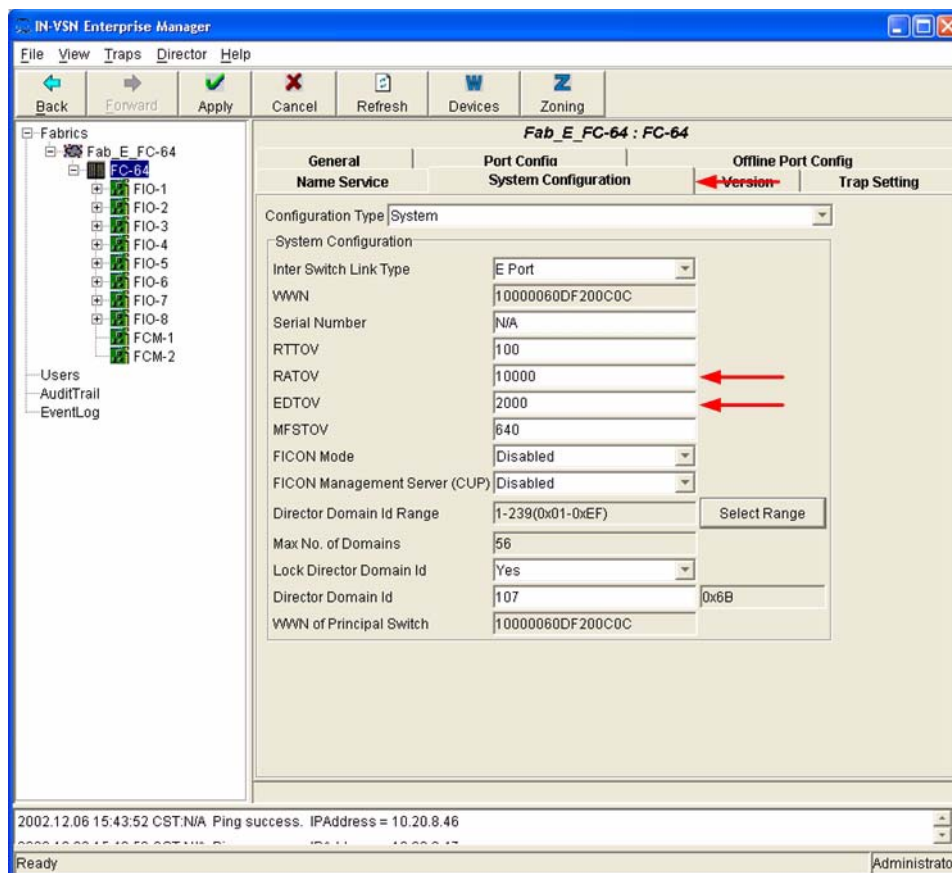 IN-VSN Enterprise Manager
File View Traps Director Help
Back Forward Apply Cancel Refresh Devices Zoning
Fabrics
Fab_E_FC-64
FC-64
FIO-1
FIO-2
FIO-3
FIO-4
FIO-5
FIO-6
FIO-7
FIO-8
FCM-1
FCM-2
Users
AuditTrail
EventLog
Fab_E_FC-64 : FC-64
General Port Config Offline Port Config
Name Service System Configuration Version Trap Setting
Configuration Type System
System Configuration
Inter Switch Link Type E Port
WWN 10000060DF200C0C
Serial Number N/A
RTTOV 100
RATOV 10000
EDTOV 2000
MFSTOV 640
FICON Mode Disabled
FICON Management Server (CUP) Disabled
Director Domain Id Range 1-239(0x01-0xEF) Select Range
Max No. of Domains 56
Lock Director Domain Id Yes
Director Domain Id 107 0x6B
WWN of Principal Switch 10000060DF200C0C
2002.12.06 15:43:52 CST:N/A Ping success. IPAddress = 10.20.8.46
Ready Administrato